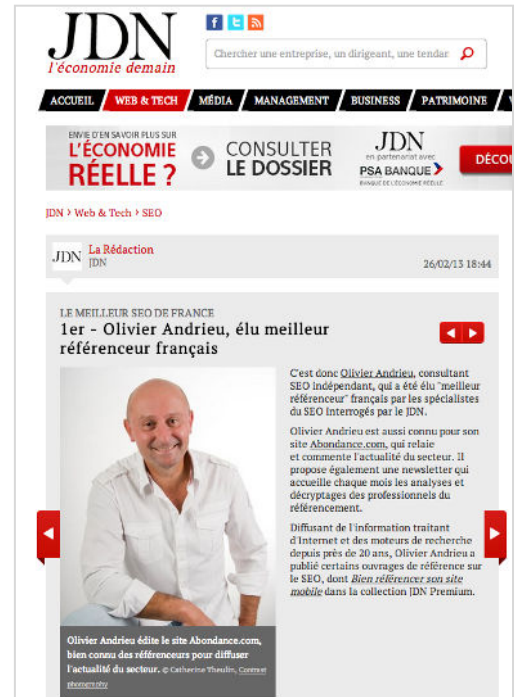 JDN
l'économie demain
Chercher une entreprise, un dirigeant, une tendar
ACCUEIL WEB & TECH MÉDIA MANAGEMENT BUSINESS PATRIMOINE
ENVIE D'EN SAVOIR PLUS SUR
L'ÉCONOMIE
RÉELLE ?
CONSULTER
LE DOSSIER
JDN
en partenariat avec
PSA BANQUE
BANQUE DE L'ÉCONOMIE RÉELLE
DÉCOU
JDN > Web & Tech > SEO
JDN
La Rédaction
JDN
26/02/13 18:44
LE MEILLEUR SEO DE FRANCE
1er - Olivier Andrieu, élu meilleur
référenceur français
C'est donc Olivier Andrieu, consultant
SEO indépendant, qui a été élu "meilleur
référenceur" français par les spécialistes
du SEO interrogés par le JDN.
Olivier Andrieu est aussi connu pour son
site Abondance.com, qui relaie
et commente l'actualité du secteur. Il
propose également une newsletter qui
accueille chaque mois les analyses et
décryptages des professionnels du
référencement.
Diffusant de l'information traitant
d'Internet et des moteurs de recherche
depuis près de 20 ans, Olivier Andrieu a
publié certains ouvrages de référence sur
le SEO, dont Bien référencer son site
mobile dans la collection JDN Premium.
Olivier Andrieu édite le site Abondance.com,
bien connu des référenceurs pour diffuser
l'actualité du secteur. © Catherine Theulin, Contrast
photography